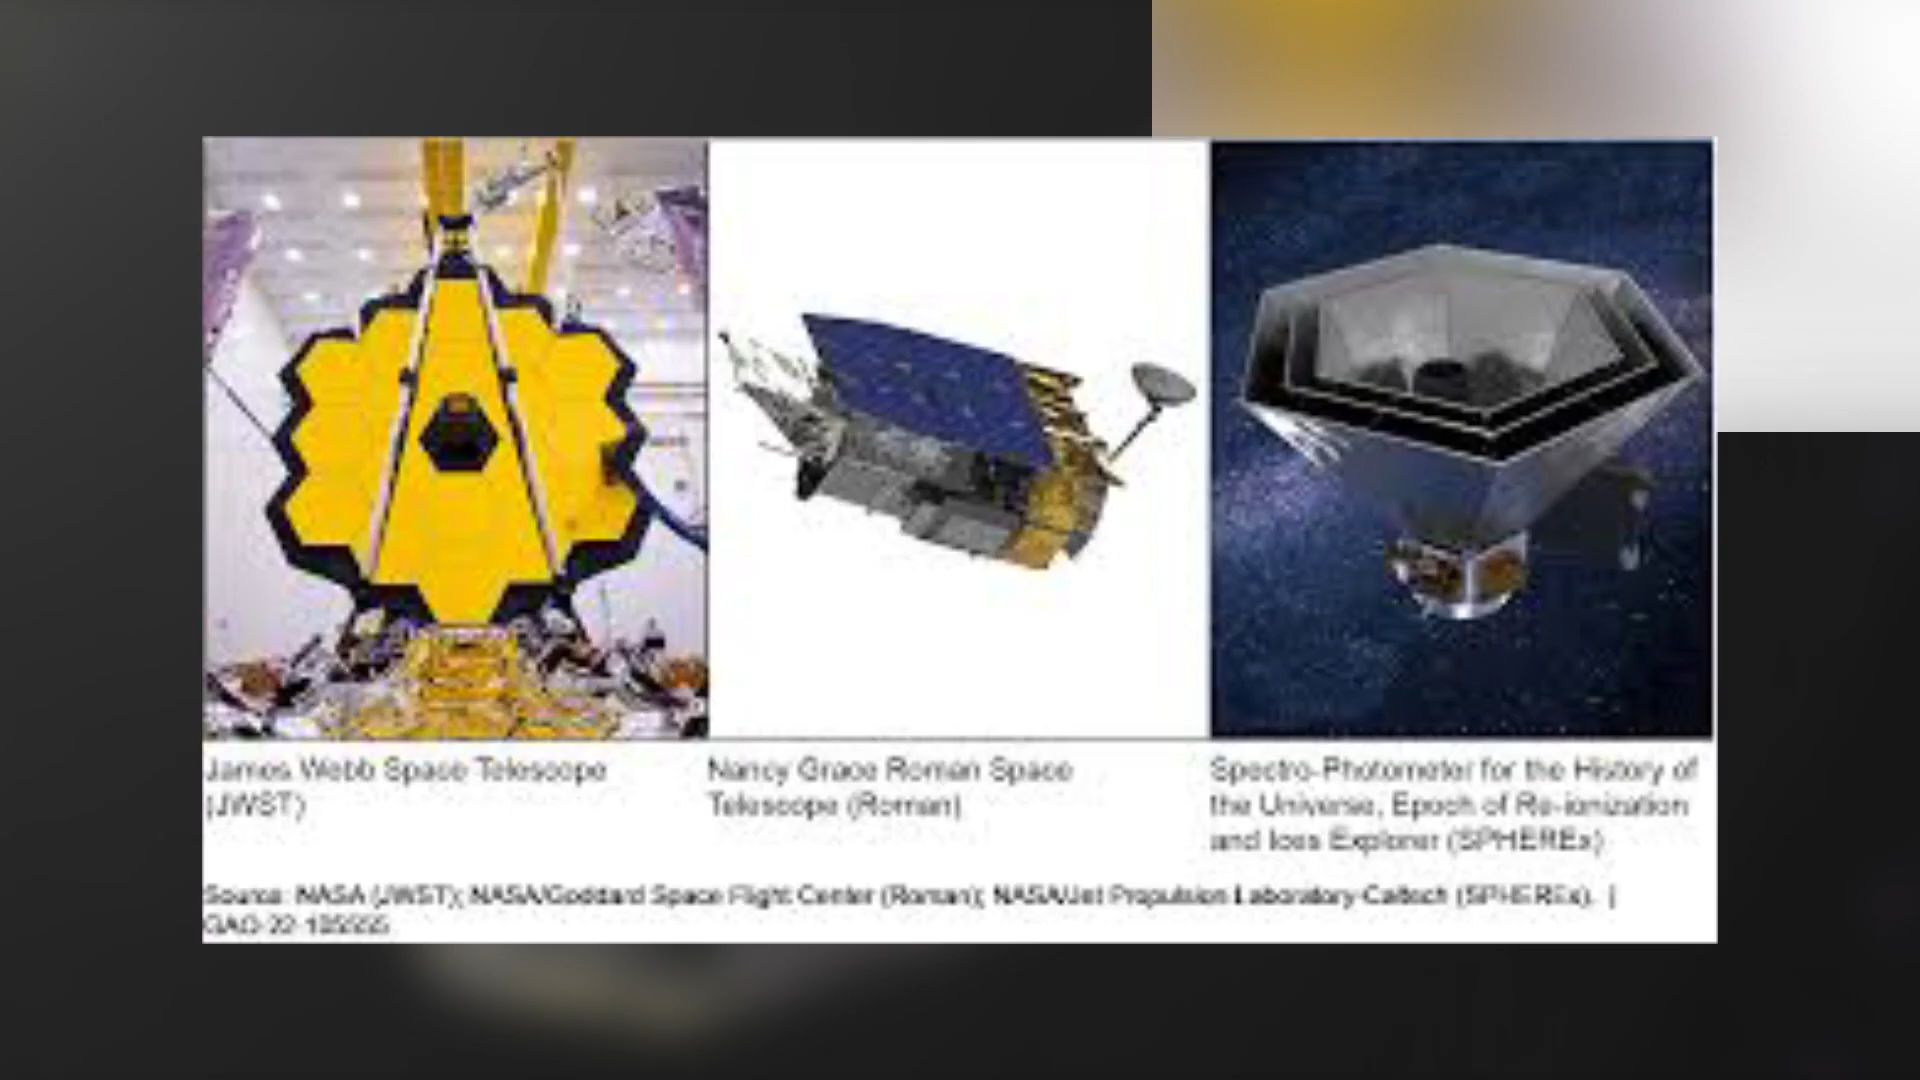 James Webb Space Telescope
(JWST)
Nancy Grace Roman Space
Telescope (Roman)
Spectro-Photometer for the History of
the Universe, Epoch of Re-ionization
and Ices Explorer (SPHEREx)
Source: NASA (JWST); NASA/Goddard Space Flight Center (Roman); NASA/Jet Propulsion Laboratory-Caltech (SPHEREx). |